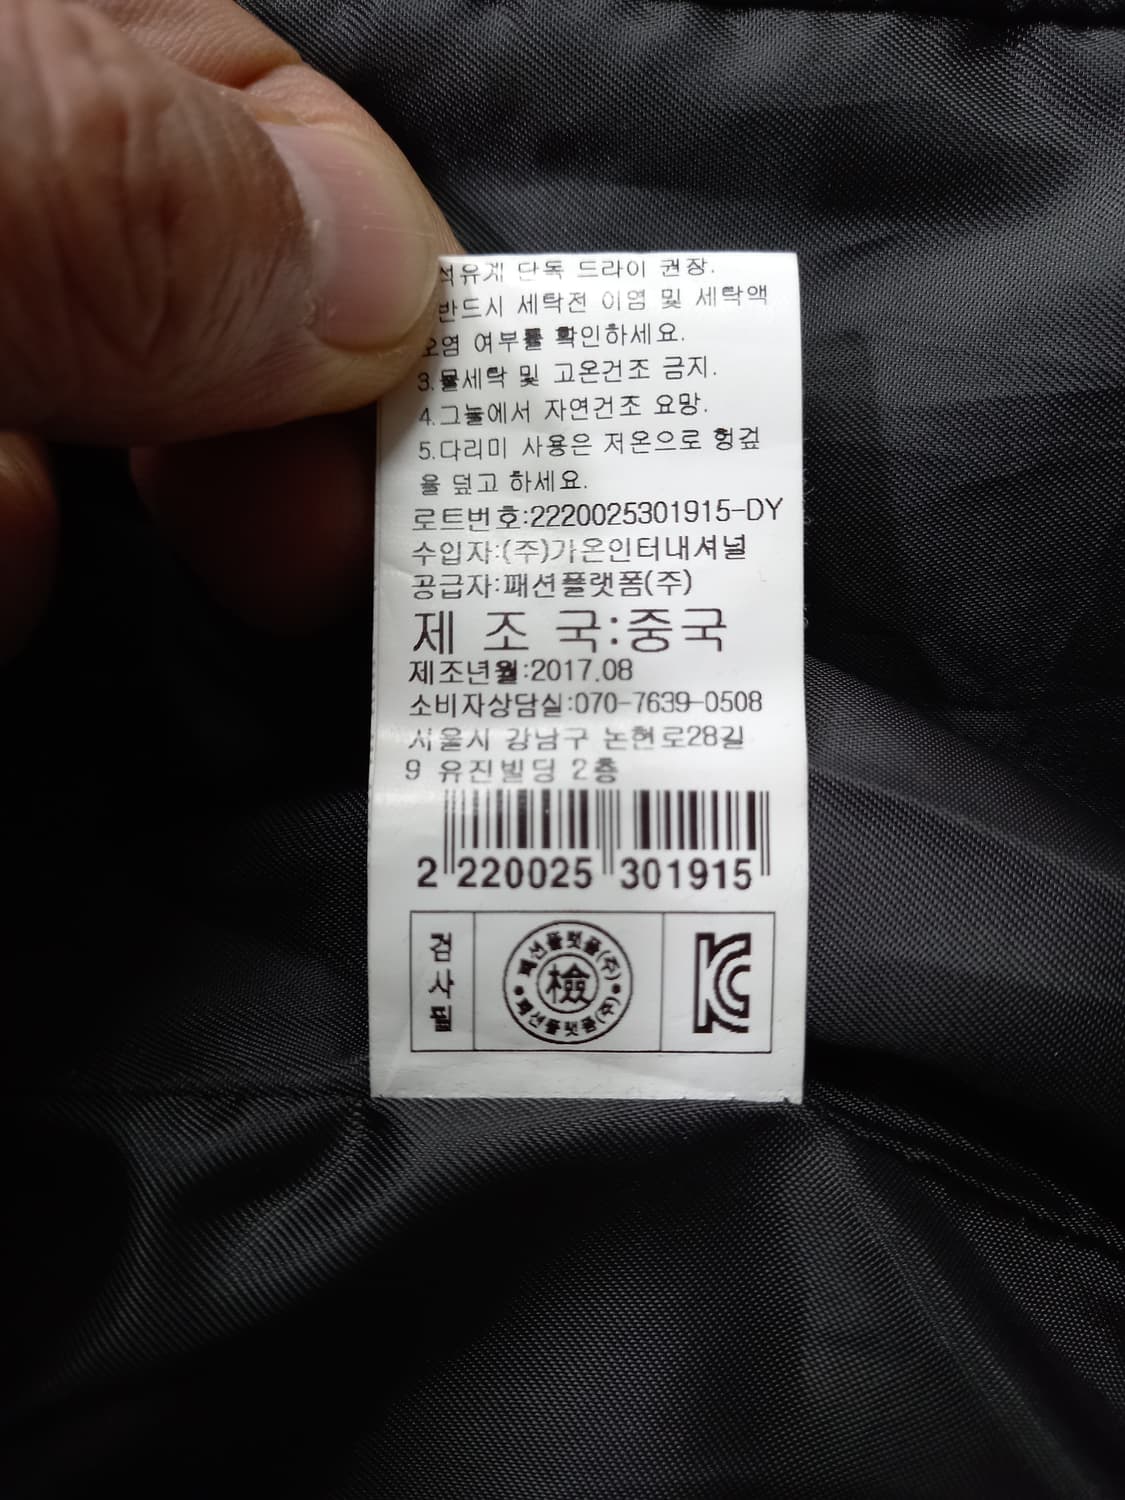 석유계 단독 드라이 권장.
반드시 세탁전 이염 및 세탁액
오염 여부를 확인하세요.
3.물세탁 및 고온건조 금지.
4.그늘에서 자연건조 요망.
5.다리미 사용은 저온으로 헝겊
을 덮고 하세요.
로트번호:2220025301915-DY
수입자:(주)가온인터내셔널
공급자:패션플랫폼(주)
제 조 국:중국
제조년월:2017.08
소비자상담실:070-7639-0508
서울시 강남구 논현로28길
9 유진빌딩 2층
2 220025 301915
검사필
패션플랫폼(주)
檢
패션플랫폼(주)
KC